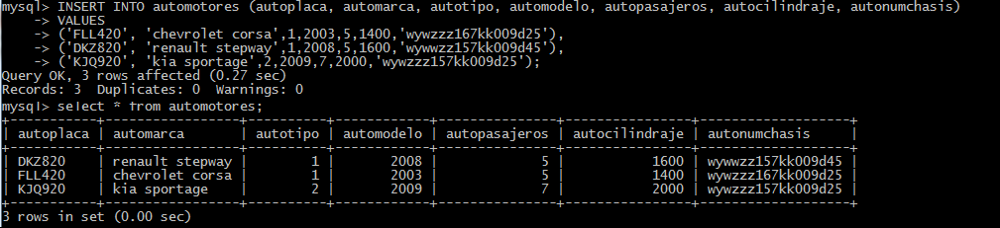 mysql> INSERT INTO automotores (autoplaca, automarca, autotipo, automodelo, autopasajeros, autocilindraje, autonumchasis)
    -> VALUES
    -> ('FLL420', 'chevrolet corsa',1,2003,5,1400,'wywzzz167kk009d25'),
    -> ('DKZ820', 'renault stepway',1,2008,5,1600,'wywwzz157kk009d45'),
    -> ('KJQ920', 'kia sportage',2,2009,7,2000,'wywzzz157kk009d25');
Query OK, 3 rows affected (0.27 sec)
Records: 3  Duplicates: 0  Warnings: 0
mysql> select * from automotores;
+-----------+-----------------+----------+------------+---------------+----------------+-------------------+
| autoplaca | automarca       | autotipo | automodelo | autopasajeros | autocilindraje | autonumchasis     |
+-----------+-----------------+----------+------------+---------------+----------------+-------------------+
| DKZ820    | renault stepway |        1 |       2008 |             5 |           1600 | wywwzz157kk009d45 |
| FLL420    | chevrolet corsa |        1 |       2003 |             5 |           1400 | wywzzz167kk009d25 |
| KJQ920    | kia sportage    |        2 |       2009 |             7 |           2000 | wywzzz157kk009d25 |
+-----------+-----------------+----------+------------+---------------+----------------+-------------------+
3 rows in set (0.00 sec)